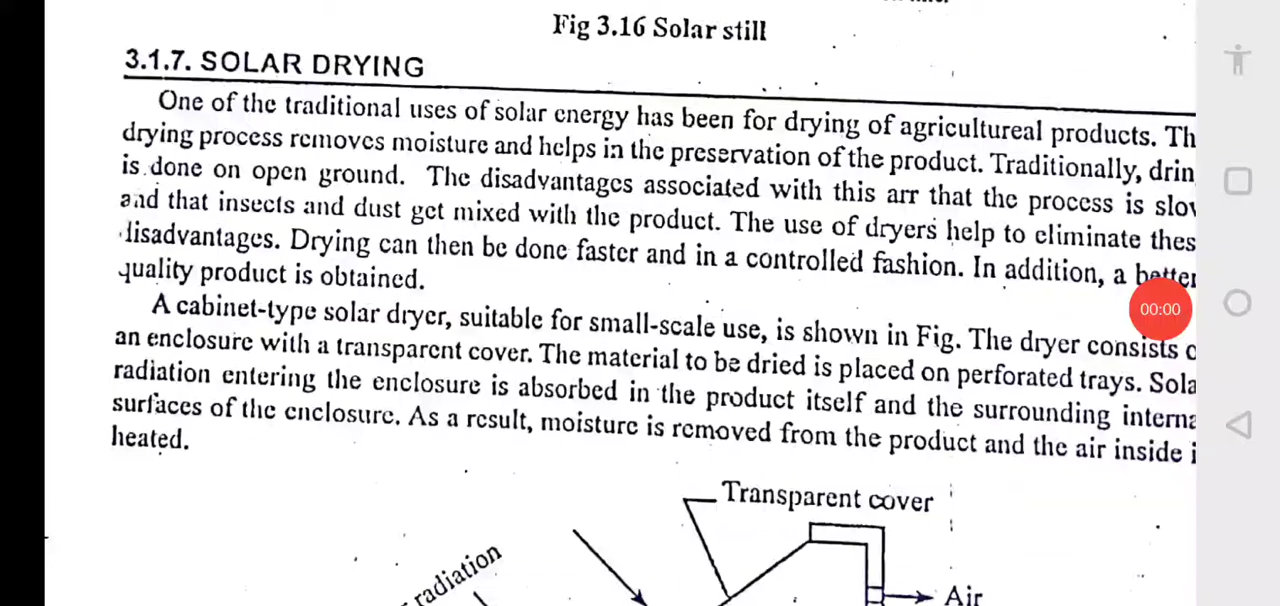 Fig 3.16 Solar still
3.1.7. SOLAR DRYING
One of the traditional uses of solar energy has been for drying of agricultureal products. Th
drying process removes moisture and helps in the preservation of the product. Traditionally, drin
is done on open ground. The disadvantages associated with this arr that the process is slov
and that insects and dust get mixed with the product. The use of dryers help to eliminate thes
disadvantages. Drying can then be done faster and in a controlled fashion. In addition, a better
quality product is obtained.
00:00
A cabinet-type solar dryer, suitable for small-scale use, is shown in Fig. The dryer consists o
an enclosure with a transparent cover. The material to be dried is placed on perforated trays. Sola
radiation entering the enclosure is absorbed in the product itself and the surrounding interna
surfaces of the enclosure. As a result, moisture is removed from the product and the air inside i
heated.
Transparent cover
radiation
Air